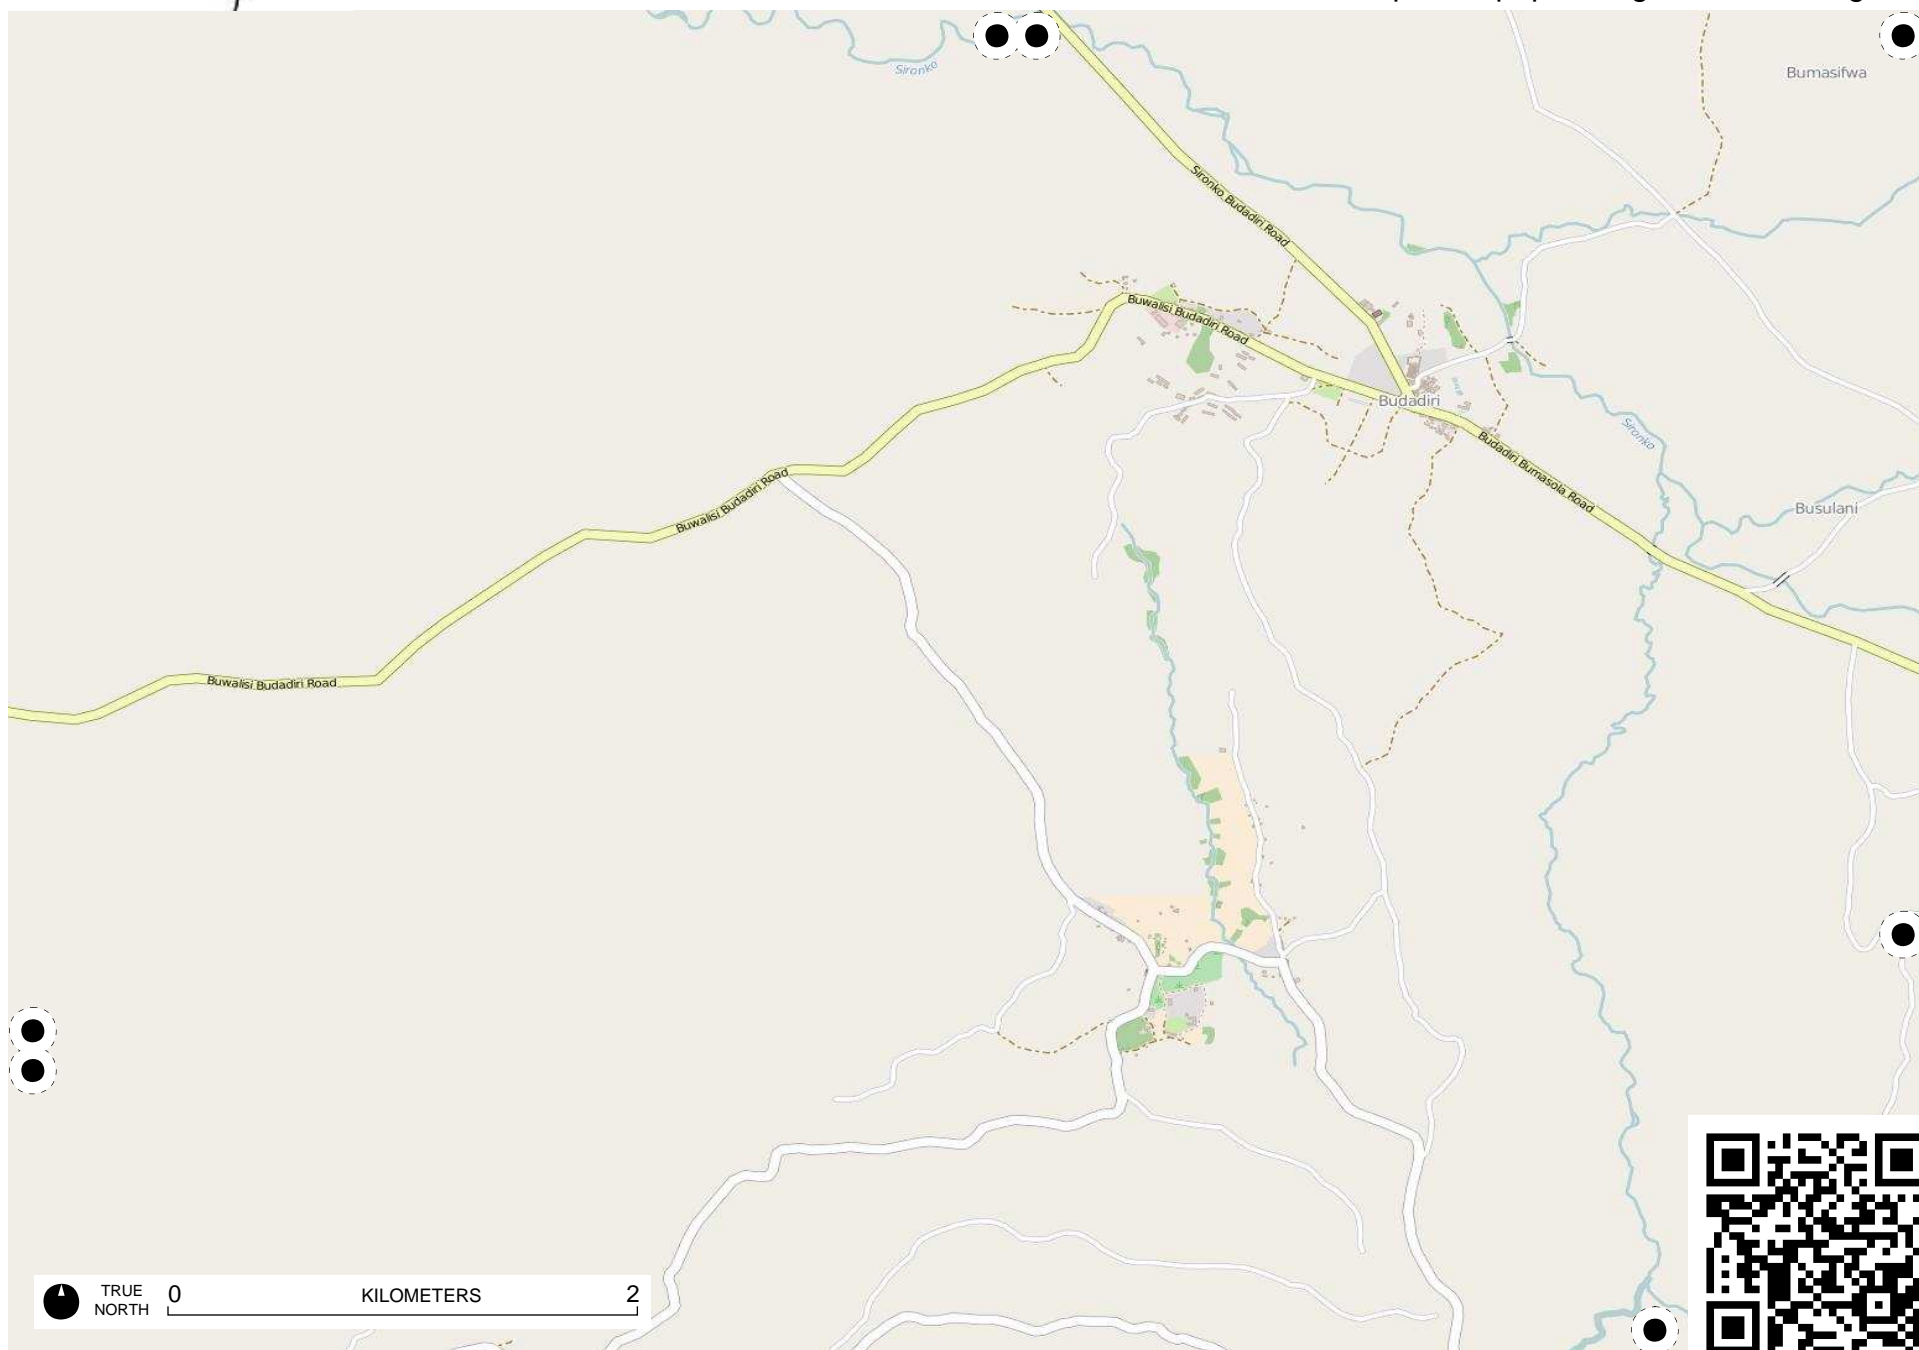 Sironko
Bumasifwa
Sironko Budadiri Road
Buwalisi Budadiri Road
Budadiri
Sironko
Budadiri Bumasola Road
Buwalisi Budadiri Road
Busulani
Buwalisi Budadiri Road
TRUE
NORTH
0
KILOMETERS
2